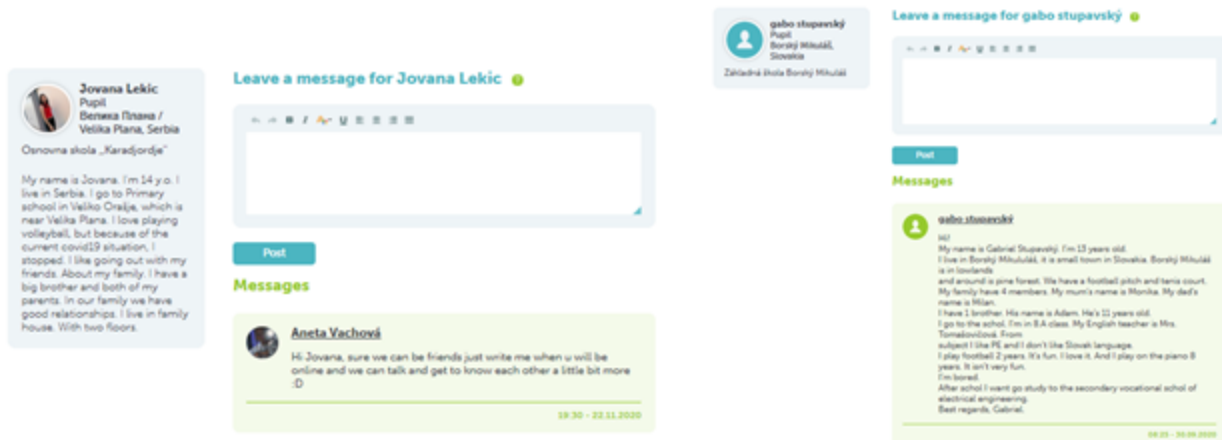 Jovana Lekic
Pupil
Велика Плана /
Velika Plana, Serbia
Osnovna skola ,,Karadjordje"
My name is Jovana. I'm 14 y.o. I
live in Serbia. I go to Primary
school in Veliko Orašje, which is
near Velika Plana. I love playing
volleyball, but because of the
current covid19 situation, I
stopped. I like going out with my
friends. About my family. I have a
big brother and both of my
parents. In our family we have
good relationships. I live in family
house. With two floors.
Leave a message for Jovana Lekic
B I U
Post
Messages
Aneta Vachová
Hi Jovana, sure we can be friends just write me when u will be
online and we can talk and get to know each other a little bit more
:D
19:30 - 22.11.2020
gabo stupavský
Pupil
Borský Mikuláš,
Slovakia
Základná škola Borský Mikuláš
Leave a message for gabo stupavský
B I U
Post
Messages
gabo stupavský
Hi!
My name is Gabriel Stupavský. I'm 13 years old.
I live in Borský Mikululáš, it is small town in Slovakia. Borský Mikuláš
is in lowlands
and around is pine forest. We have a football pitch and tenis court.
My family have 4 members. My mum's name is Monika. My dad's
name is Milan.
I have 1 brother. His name is Adam. He's 11 years old.
I go to the schol. I'm in 8.A class. My English teacher is Mrs.
Tomašovičová. From
subject I like PE and I don't like Slovak language.
I play football 2 years. It's fun. I love it. And I play on the piano 8
years. It isn't very fun.
I'm bored.
After schol I want go study to the secondary vocational schol of
electrical engineering.
Best regards, Gabriel.